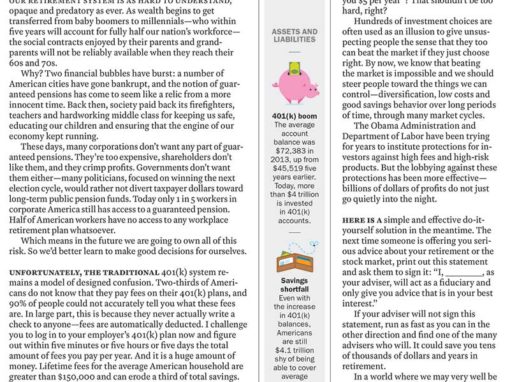 OUR RETIREMENT SYSTEM IS AS HARD TO UNDERSTAND,
opaque and predatory as ever. As wealth begins to get
transferred from baby boomers to millennials—who within
five years will account for fully half our nation's workforce—
the social contracts enjoyed by their parents and grand-
parents will not be reliably available when they reach their
60s and 70s.
Why? Two financial bubbles have burst: a number of
American cities have gone bankrupt, and the notion of guar-
anteed pensions has come to seem like a relic from a more
innocent time. Back then, society paid back its firefighters,
teachers and hardworking middle class for keeping us safe,
educating our children and ensuring that the engine of our
economy kept running.
These days, many corporations don't want any part of guar-
anteed pensions. They're too expensive, shareholders don't
like them, and they crimp profits. Governments don't want
them either—many politicians, focused on winning the next
election cycle, would rather not divert taxpayer dollars toward
long-term public pension funds. Today only 1 in 5 workers in
corporate America still has access to a guaranteed pension.
Half of American workers have no access to any workplace
retirement plan whatsoever.
Which means in the future we are going to own all of this
risk. So we'd better learn to make good decisions for ourselves.
UNFORTUNATELY, THE TRADITIONAL 401(k) system re-
mains a model of designed confusion. Two-thirds of Ameri-
cans do not know that they pay fees on their 401(k) plans, and
90% of people could not accurately tell you what these fees
are. In large part, this is because they never actually write a
check to anyone—fees are automatically deducted. I challenge
you to log in to your employer's 401(k) plan now and figure
out within five minutes or five hours or five days the total
amount of fees you pay per year. And it is a huge amount of
money. Lifetime fees for the average American household are
greater than $150,000 and can erode a third of total savings.
ASSETS AND
LIABILITIES
401(k) boom
The average
account
balance was
$72,383 in
2013, up from
$45,519 five
years earlier.
Today, more
than $4 trillion
is invested
in 401(k)
accounts.
Savings
shortfall
Even with
the increase
in 401(k)
balances,
Americans
are still
$4.1 trillion
shy of being
able to cover
average
you $5 per year"? That shouldn't be too
hard, right?
Hundreds of investment choices are
often used as an illusion to give unsus-
pecting people the sense that they too
can beat the market if they just choose
right. By now, we know that beating
the market is impossible and we should
steer people toward the things we can
control—diversification, low costs and
good savings behavior over long periods
of time, through many market cycles.
The Obama Administration and
Department of Labor have been trying
for years to institute protections for in-
vestors against high fees and high-risk
products. But the lobbying against these
protections has been more effective—
billions of dollars of profits do not just
go quietly into the night.
HERE IS a simple and effective do-it-
yourself solution in the meantime. The
next time someone is offering you seri-
ous advice about your retirement or the
stock market, print out this statement
and ask them to sign it: "I, ________, as
your adviser, will act as a fiduciary and
only give you advice that is in your best
interest."
If your adviser will not sign this
statement, run as fast as you can in the
other direction and find one of the many
advisers who will. It could save you tens
of thousands of dollars and years in
retirement.
In a world where we may very well be